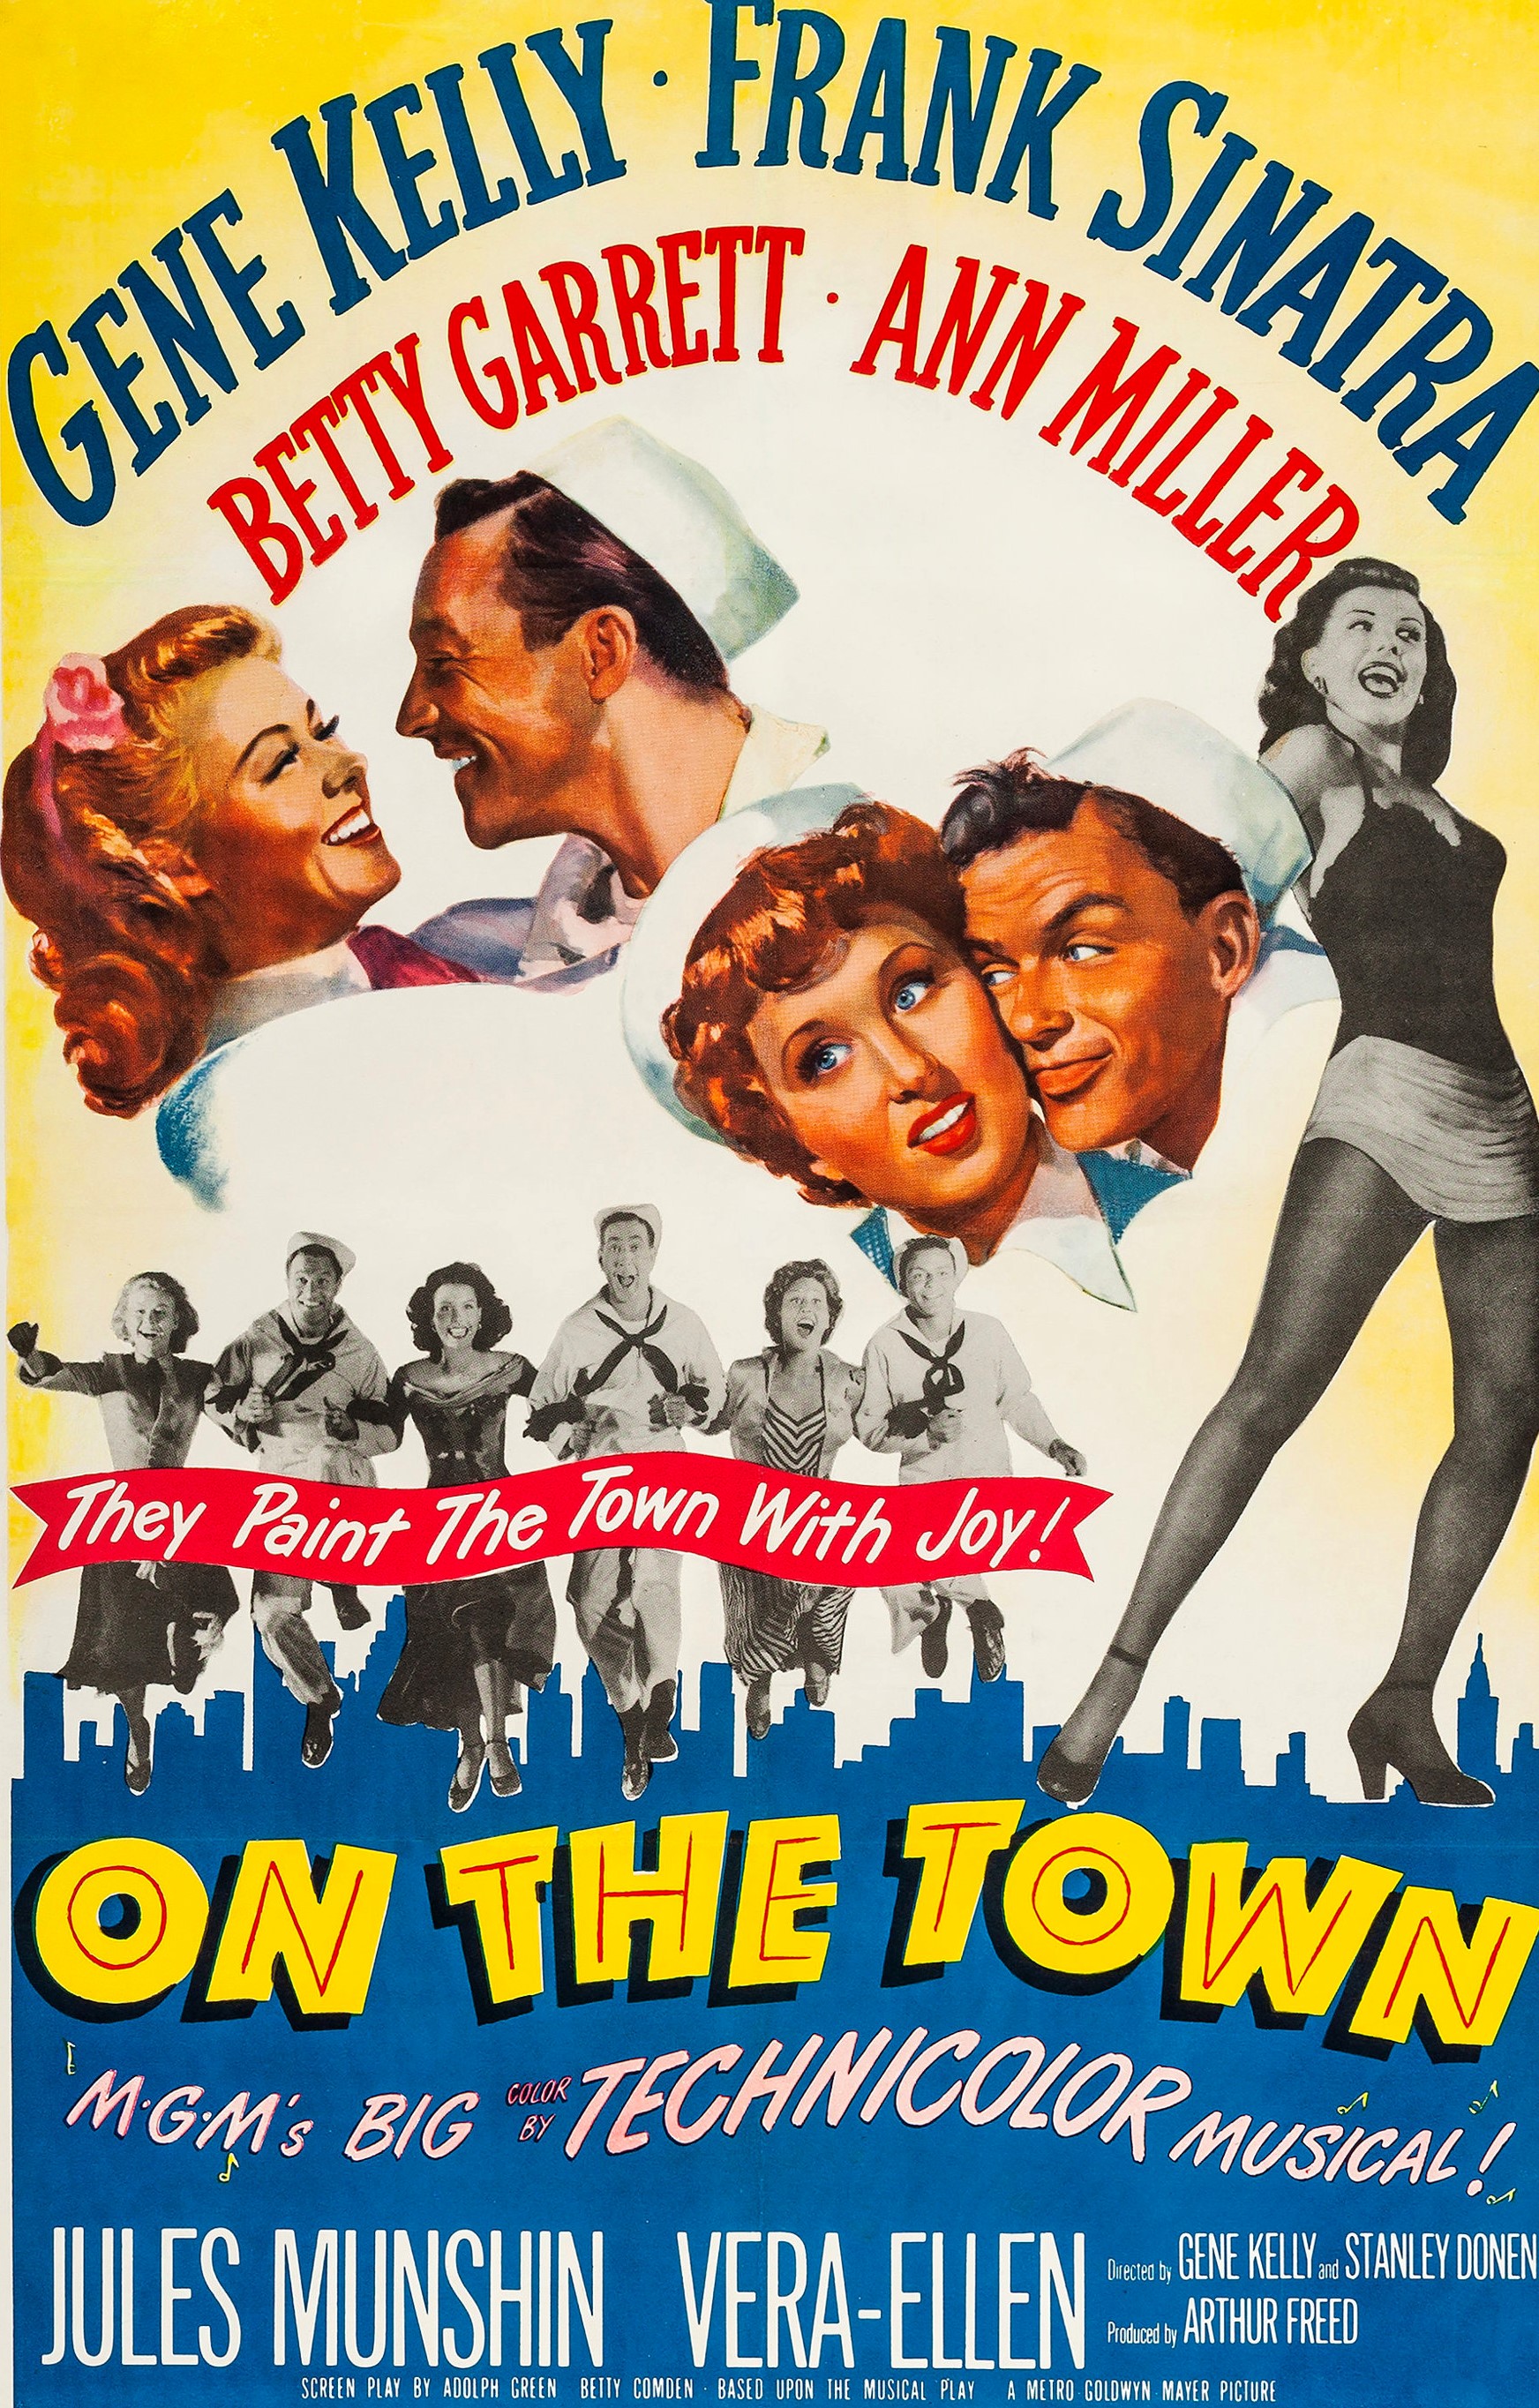 GENE KELLY · FRANK SINATRA
BETTY GARRETT · ANN MILLER
They Paint The Town With Joy!
ON THE TOWN
M·G·M's BIG COLOR BY TECHNICOLOR MUSICAL!
JULES MUNSHIN VERA-ELLEN
Directed by GENE KELLY and STANLEY DONEN
Produced by ARTHUR FREED
SCREEN PLAY BY ADOLPH GREEN BETTY COMDEN · BASED UPON THE MUSICAL PLAY A METRO-GOLDWYN-MAYER PICTURE